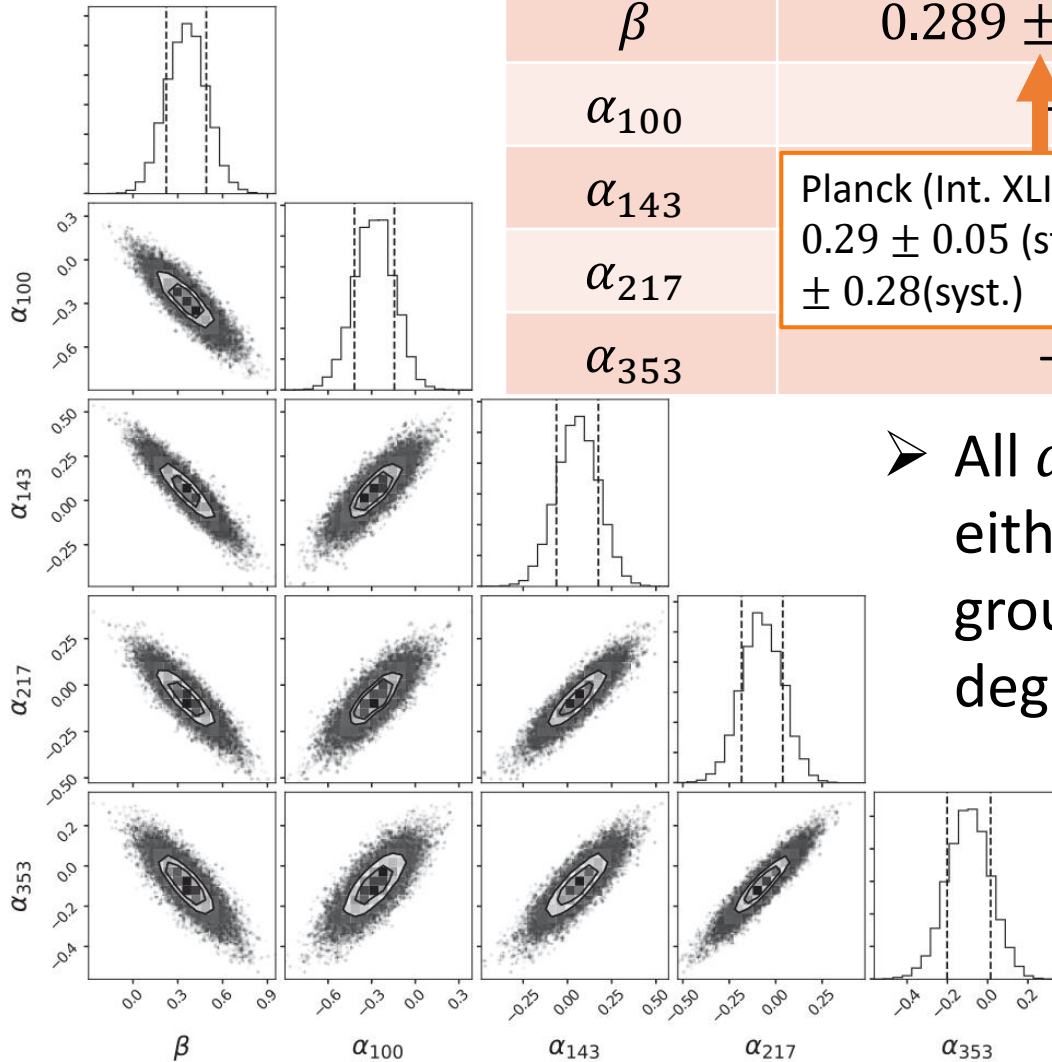 β 0.289 ±
α₁₀₀
α₁₄₃
α₂₁₇
α₃₅₃ −
Planck (Int. XLI
0.29 ± 0.05 (st
± 0.28(syst.)
➢ All
eith
grou
deg
α₁₀₀
0.3
0.0
−0.3
−0.6
α₁₄₃
0.50
0.25
0.00
−0.25
α₂₁₇
0.25
0.00
−0.25
−0.50
α₃₅₃
0.2
−0.0
−0.2
−0.4
0.0 0.3 0.6 0.9
β
−0.6 −0.3 0.0 0.3
α₁₀₀
−0.25 0.00 0.25 0.50
α₁₄₃
−0.50 −0.25 0.00 0.25
α₂₁₇
−0.4 −0.2 0.0 0.2
α₃₅₃